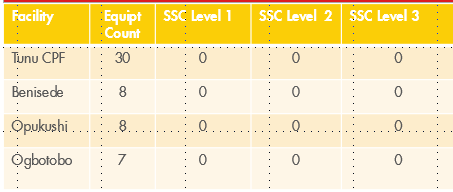 Facility Equipt Count SSC Level 1 SSC Level 2 SSC Level 3
Tunu CPF 30 0 0 0
Benisede 8 0 0 0
Opukushi 8 0 0 0
Ogbotobo 7 0 0 0